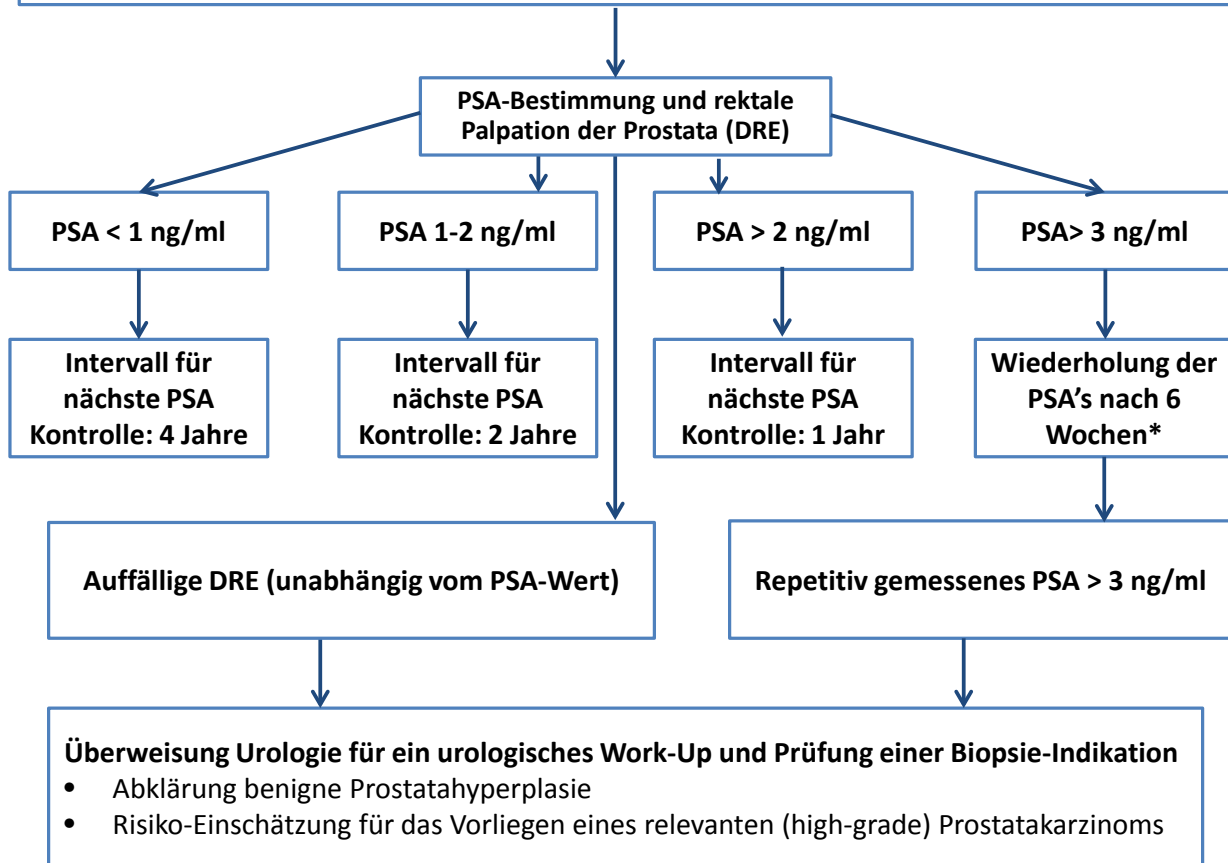 PSA-Bestimmung und rektale
Palpation der Prostata (DRE)
PSA < 1 ng/ml
PSA 1-2 ng/ml
PSA > 2 ng/ml
PSA> 3 ng/ml
Intervall für
nächste PSA
Kontrolle: 4 Jahre
Intervall für
nächste PSA
Kontrolle: 2 Jahre
Intervall für
nächste PSA
Kontrolle: 1 Jahr
Wiederholung der
PSA’s nach 6
Wochen*
Auffällige DRE (unabhängig vom PSA-Wert)
Repetitiv gemessenes PSA > 3 ng/ml
Überweisung Urologie für ein urologisches Work-Up und Prüfung einer Biopsie-Indikation
• Abklärung benigne Prostatahyperplasie
• Risiko-Einschätzung für das Vorliegen eines relevanten (high-grade) Prostatakarzinoms